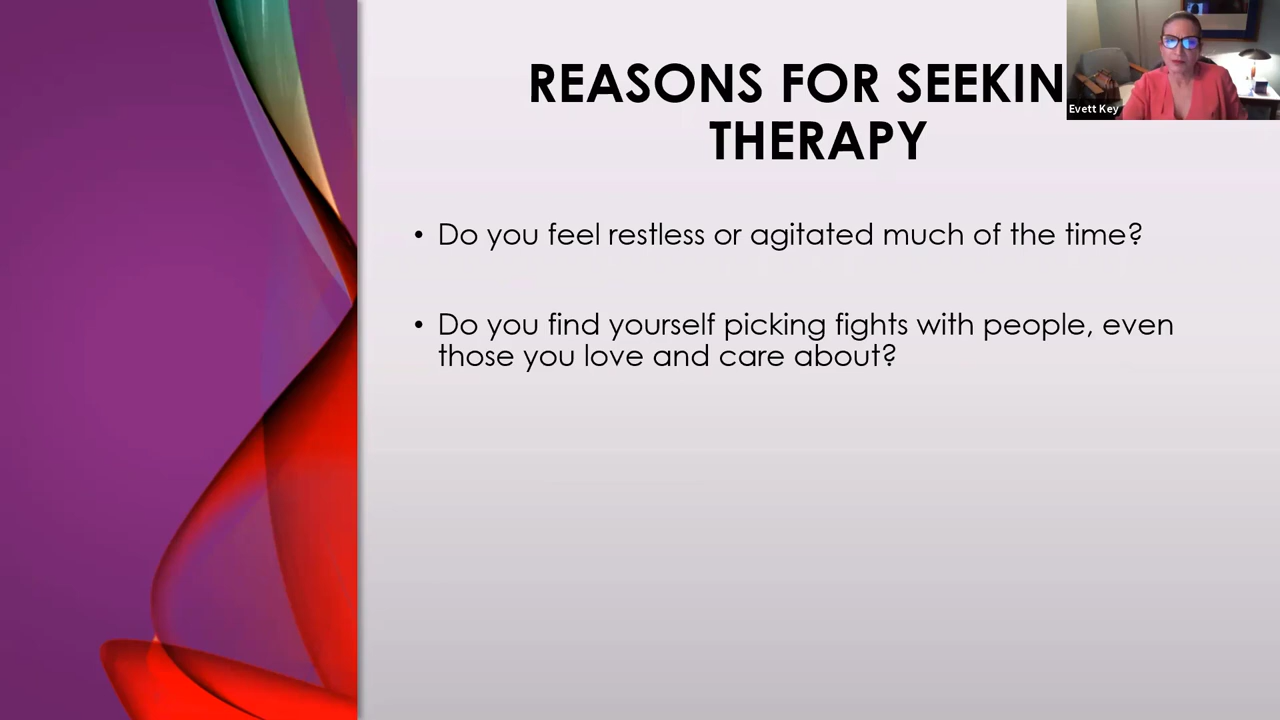 REASONS FOR SEEKIN
THERAPY
Evett Key
• Do you feel restless or agitated much of the time?
• Do you find yourself picking fights with people, even
those you love and care about?